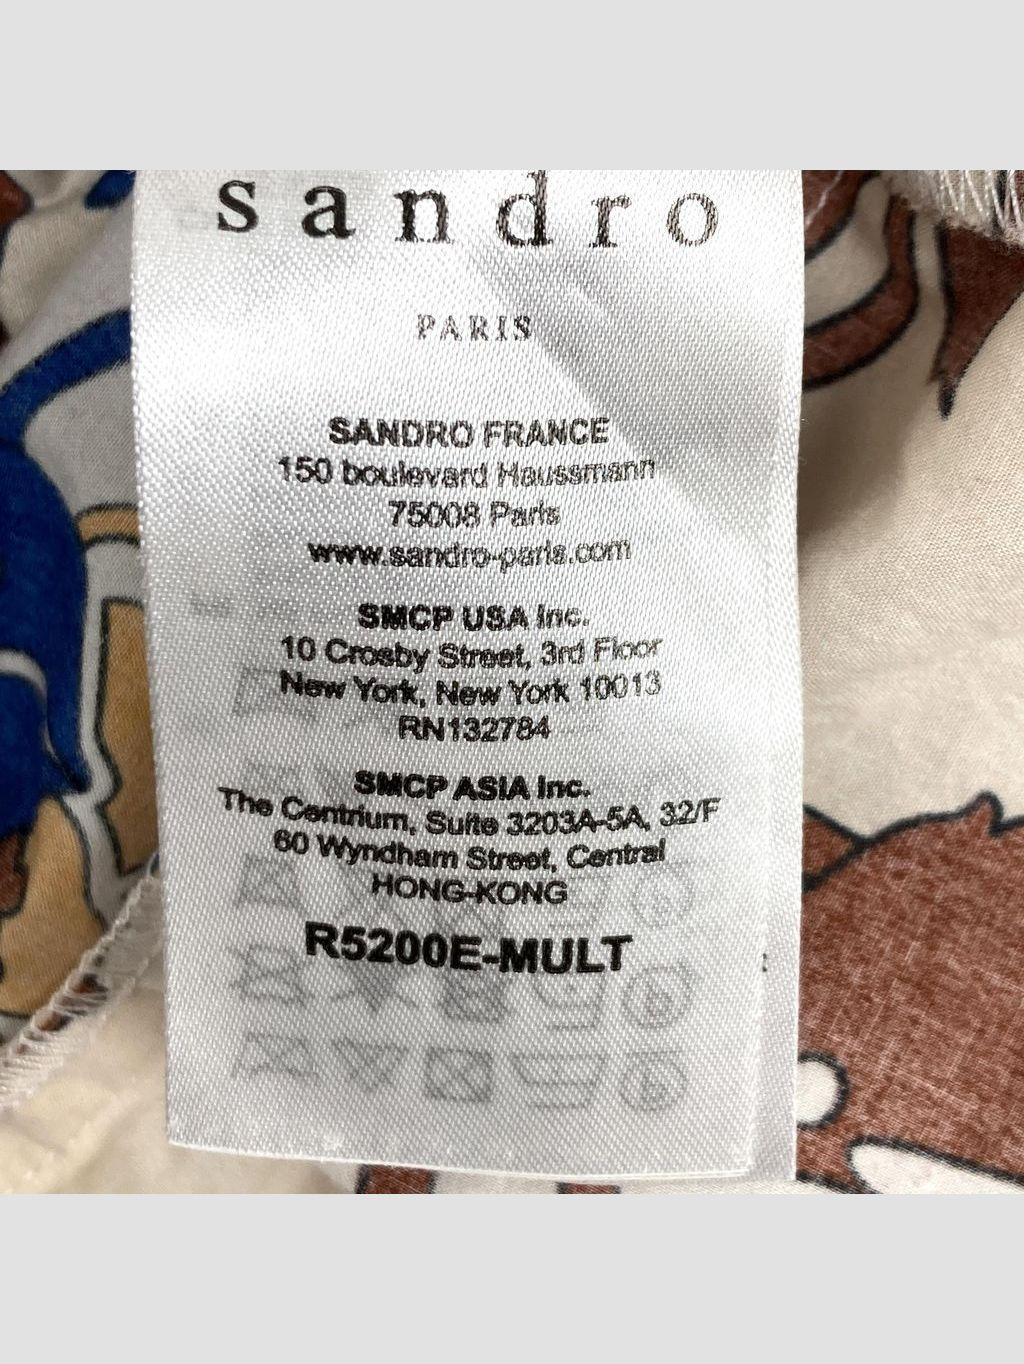 sandro
PARIS
SANDRO FRANCE
150 boulevard Haussmann
75008 Paris
www.sandro-paris.com
SMCP USA Inc.
10 Crosby Street, 3rd Floor
New York, New York 10013
RN132784
SMCP ASIA Inc.
The Centrium, Suite 3203A-5A, 32/F
60 Wyndham Street, Central
HONG-KONG
R5200E-MULT